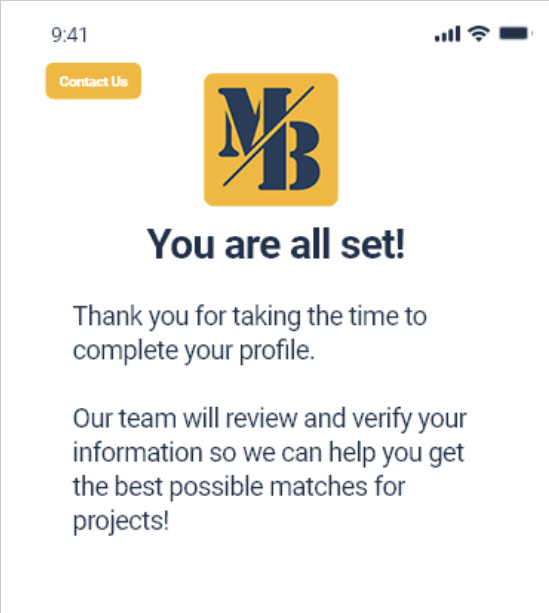 9:41
Contact Us
MB
You are all set!
Thank you for taking the time to
complete your profile.
Our team will review and verify your
information so we can help you get
the best possible matches for
projects!